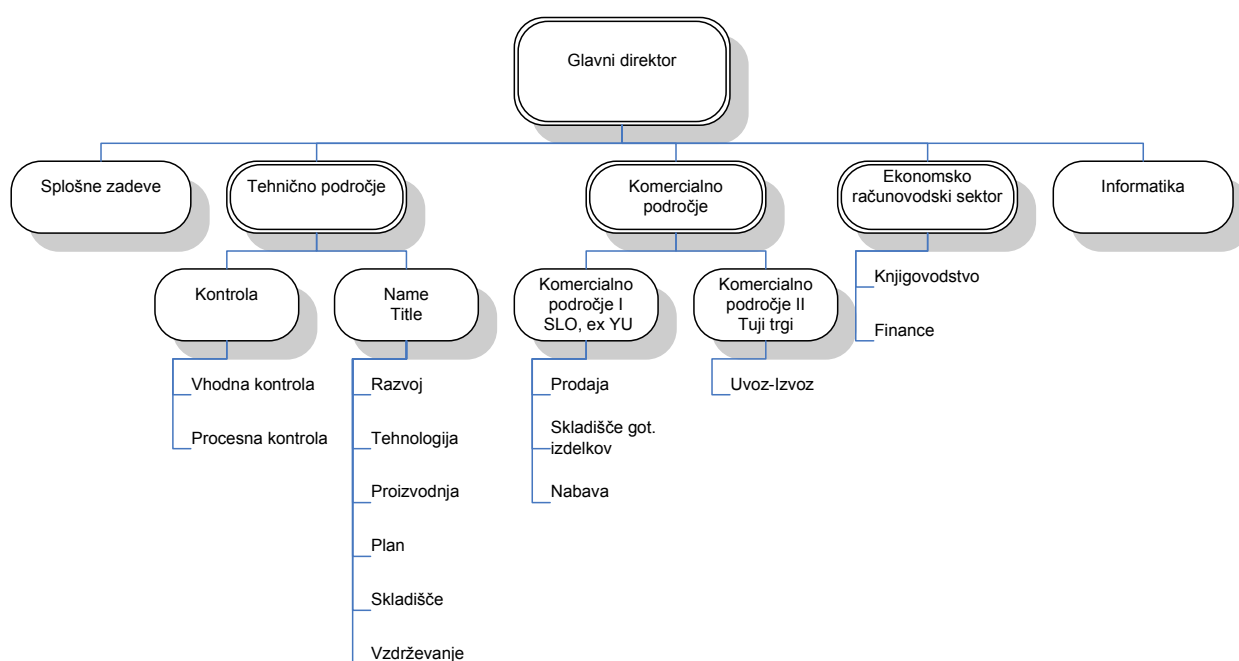 Glavni direktor
Splošne zadeve
Tehnično področje
Komercialno
področje
Ekonomsko
računovodski sektor
Informatika
Kontrola
Name
Title
Komercialno
področje I
SLO, ex YU
Komercialno
področje II
Tuji trgi
Knjigovodstvo
Finance
Vhodna kontrola
Procesna kontrola
Razvoj
Tehnologija
Proizvodnja
Plan
Skladišče
Vzdrževanje
Prodaja
Skladišče got.
izdelkov
Nabava
Uvoz-Izvoz